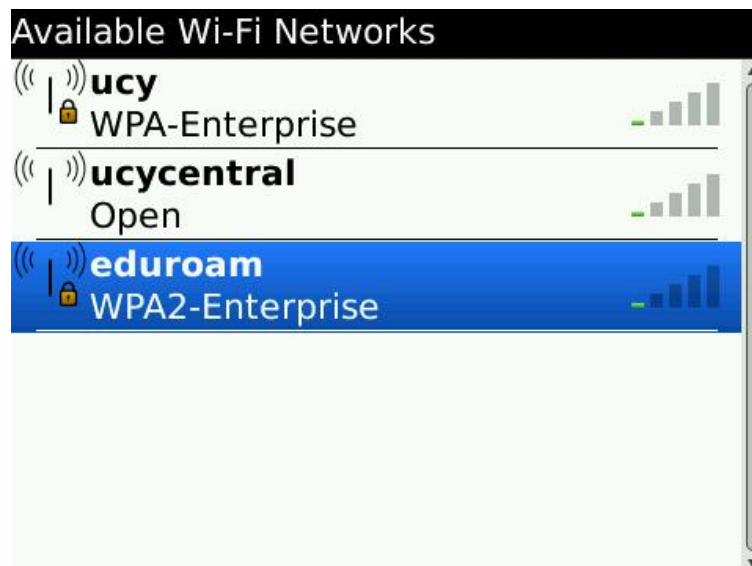 Available Wi-Fi Networks
ucy
WPA-Enterprise
ucycentral
Open
eduroam
WPA2-Enterprise